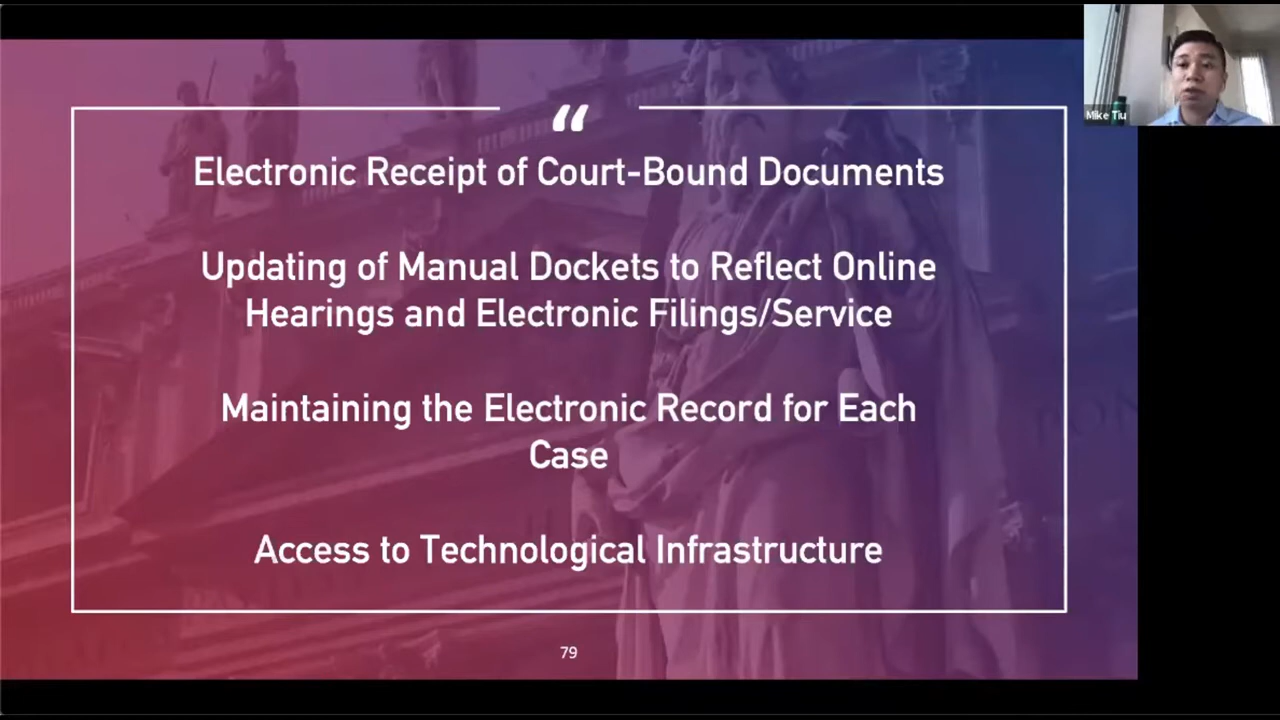 Mike Tiu
“
Electronic Receipt of Court-Bound Documents
Updating of Manual Dockets to Reflect Online
Hearings and Electronic Filings/Service
Maintaining the Electronic Record for Each
Case
Access to Technological Infrastructure
79